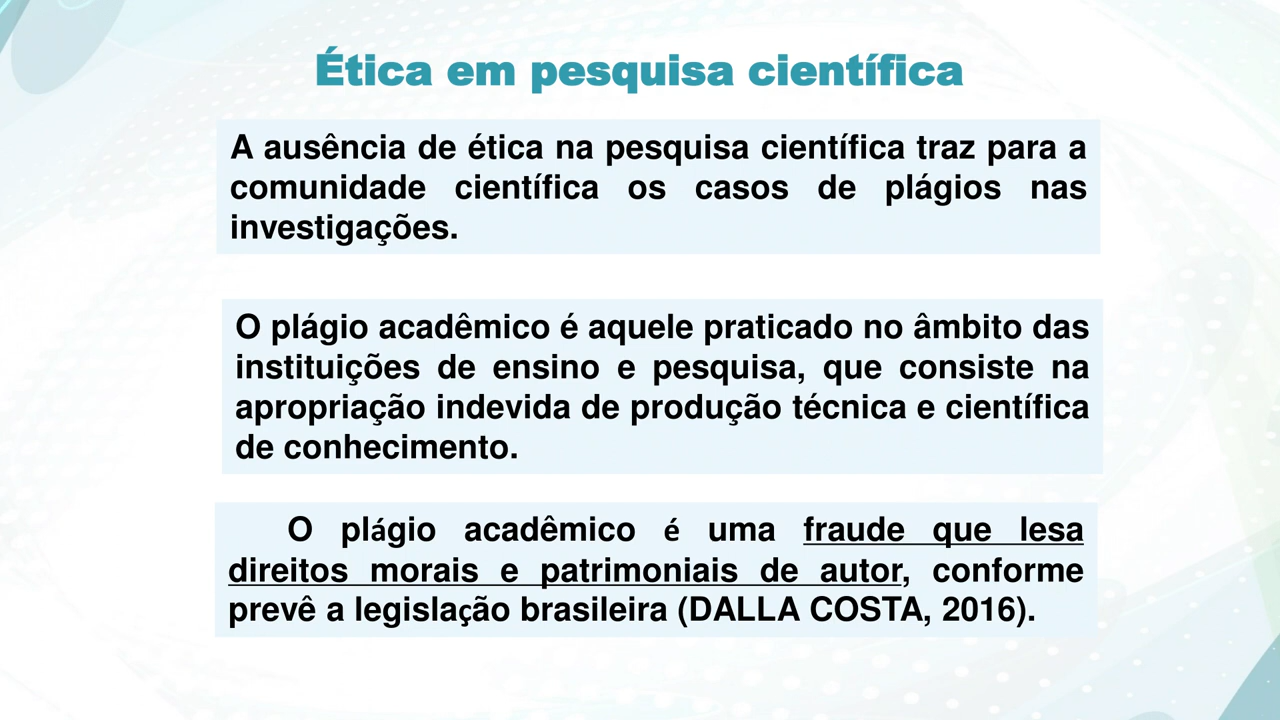 Ética em pesquisa científica
A ausência de ética na pesquisa científica traz para a
comunidade científica os casos de plágios nas
investigações.
O plágio acadêmico é aquele praticado no âmbito das
instituições de ensino e pesquisa, que consiste na
apropriação indevida de produção técnica e científica
de conhecimento.
O plágio acadêmico é uma fraude que lesa
direitos morais e patrimoniais de autor, conforme
prevê a legislação brasileira (DALLA COSTA, 2016).